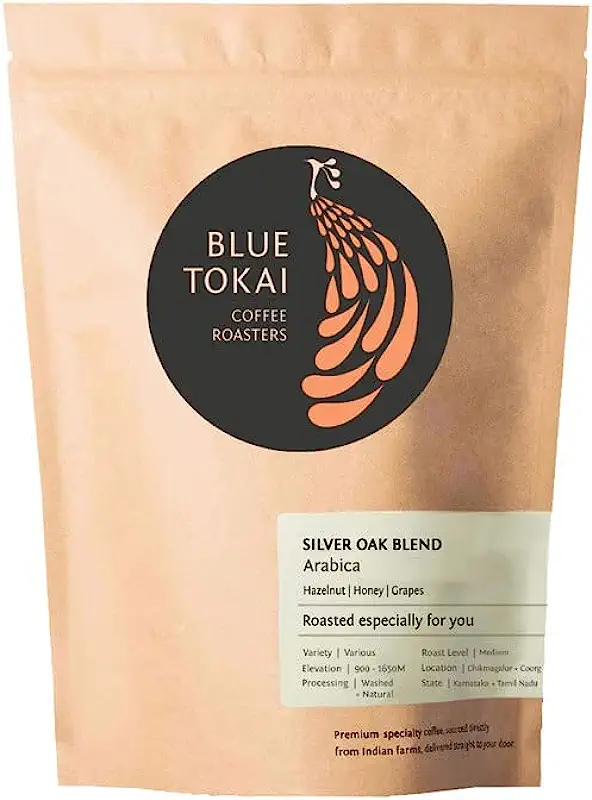 BLUE
TOKAI
COFFEE
ROASTERS
SILVER OAK BLEND
Arabica
Hazelnut | Honey | Grapes
Roasted especially for you
Variety | Various
Roast Level | Medium
Elevation | 900 - 1650M
Location | Chikmagalur + Coorg
Processing | Washed
+ Natural
State | Karnataka + Tamil Nadu
Premium specialty coffee, sourced directly
from Indian farms, delivered straight to your door.